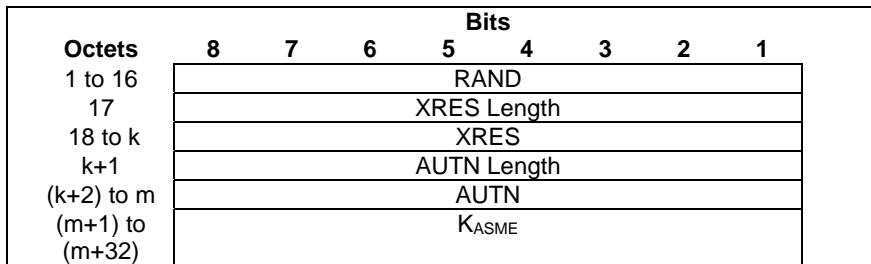 Bits
Octets 8 7 6 5 4 3 2 1
1 to 16 RAND
17 XRES Length
18 to k XRES
k+1 AUTN Length
(k+2) to m AUTN
(m+1) to KASME
(m+32)